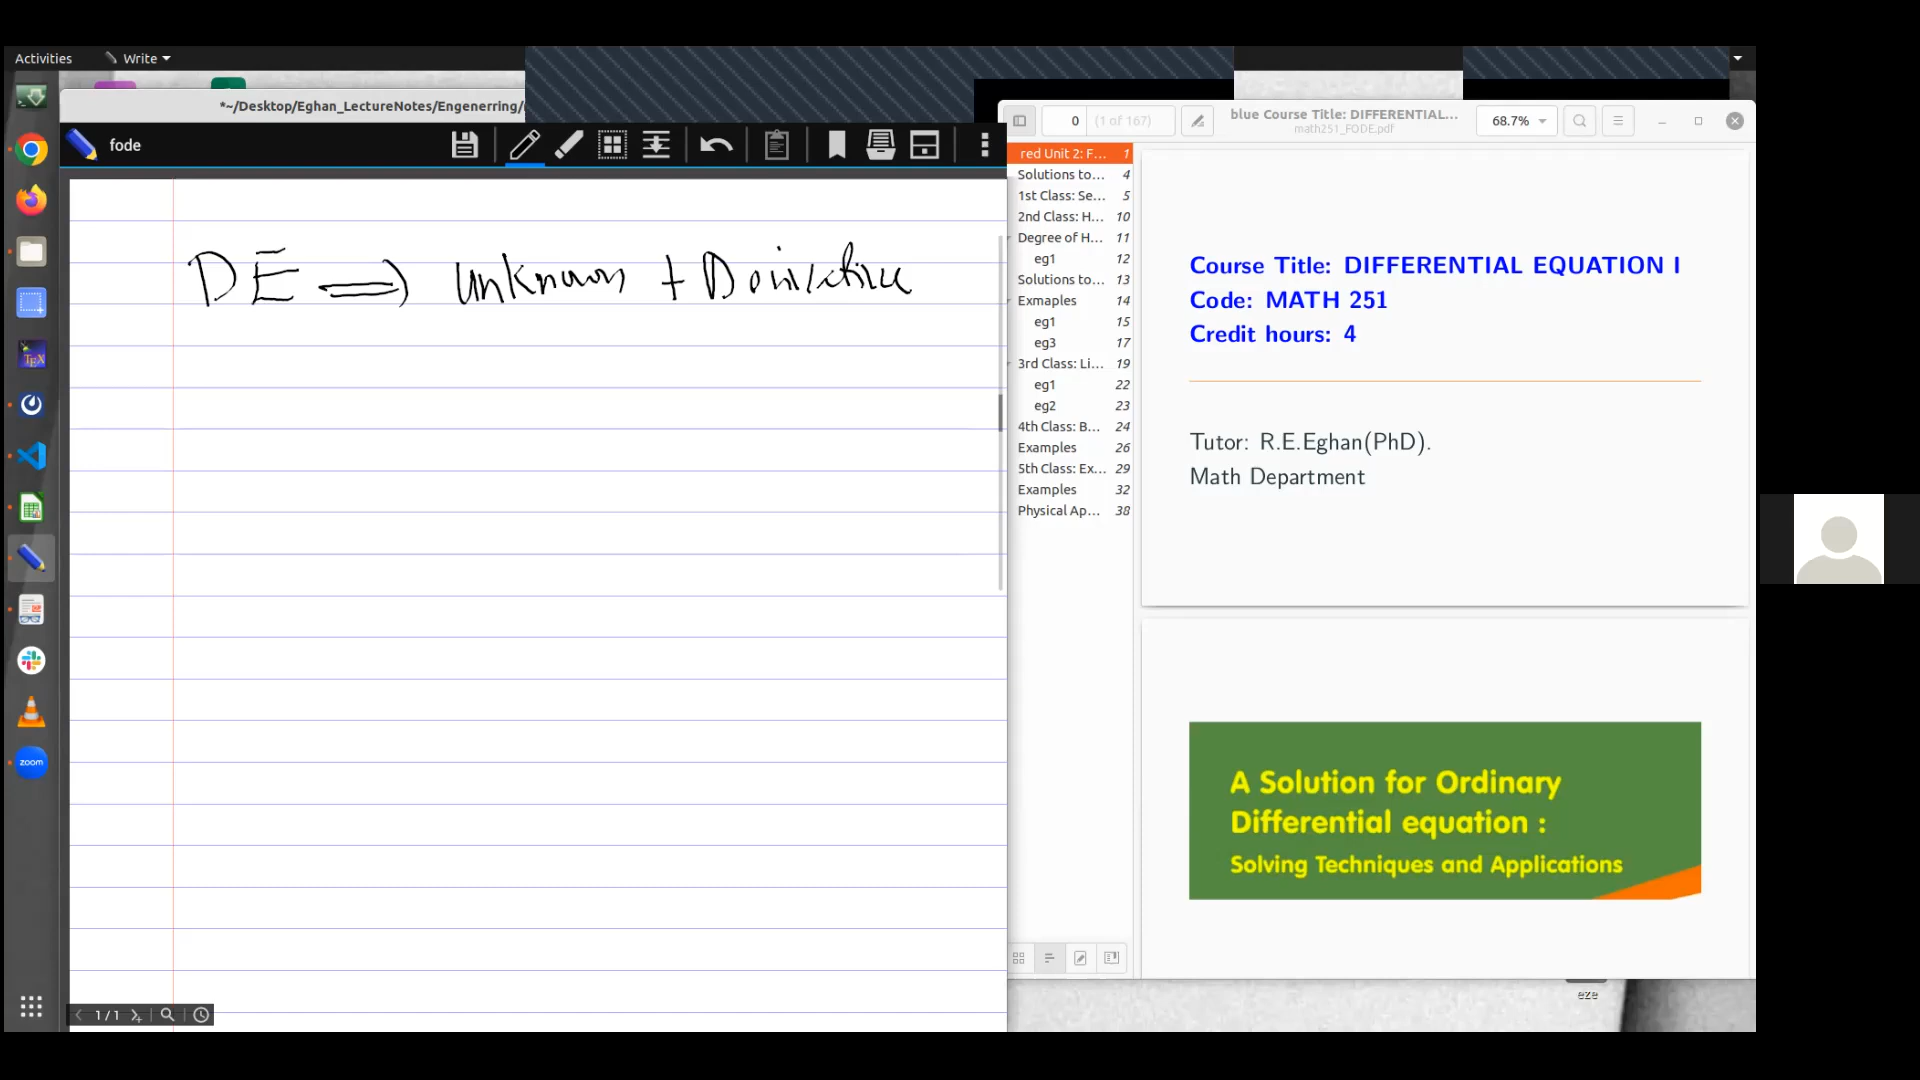 Activities
Write
*~/Desktop/Eghan_LectureNotes/Engenerring/
fode
DE ⟹ unknown + Derivative
1/1
0 (1 of 167)
blue Course Title: DIFFERENTIAL...
math251_FODE.pdf
68.7%
red Unit 2: F... 1
Solutions to... 4
1st Class: Se... 5
2nd Class: H... 10
Degree of H... 11
eg1 12
Solutions to... 13
Exmaples 14
eg1 15
eg3 17
3rd Class: Li... 19
eg1 22
eg2 23
4th Class: B... 24
Examples 26
5th Class: Ex... 29
Examples 32
Physical Ap... 38
Course Title: DIFFERENTIAL EQUATION I
Code: MATH 251
Credit hours: 4
Tutor: R.E.Eghan(PhD).
Math Department
A Solution for Ordinary
Differential equation :
Solving Techniques and Applications
eze
TEX
zoom